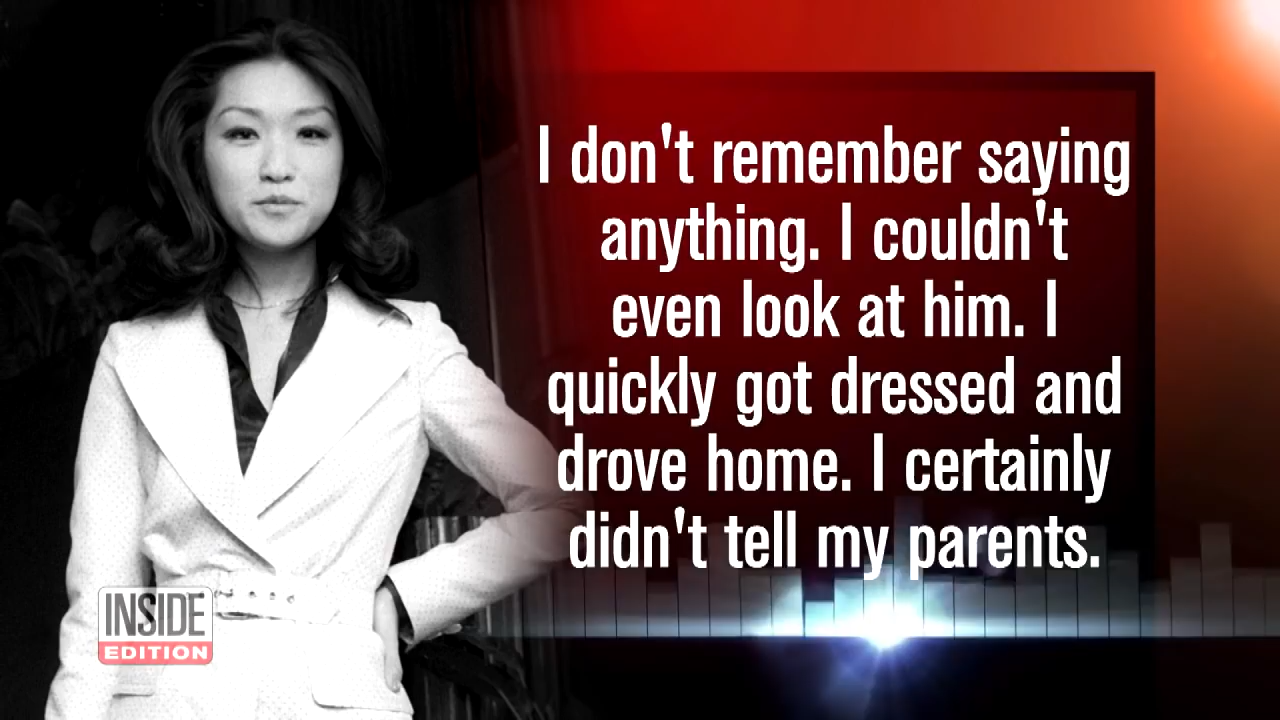 I don't remember saying
anything. I couldn't
even look at him. I
quickly got dressed and
drove home. I certainly
didn't tell my parents.
INSIDE
EDITION